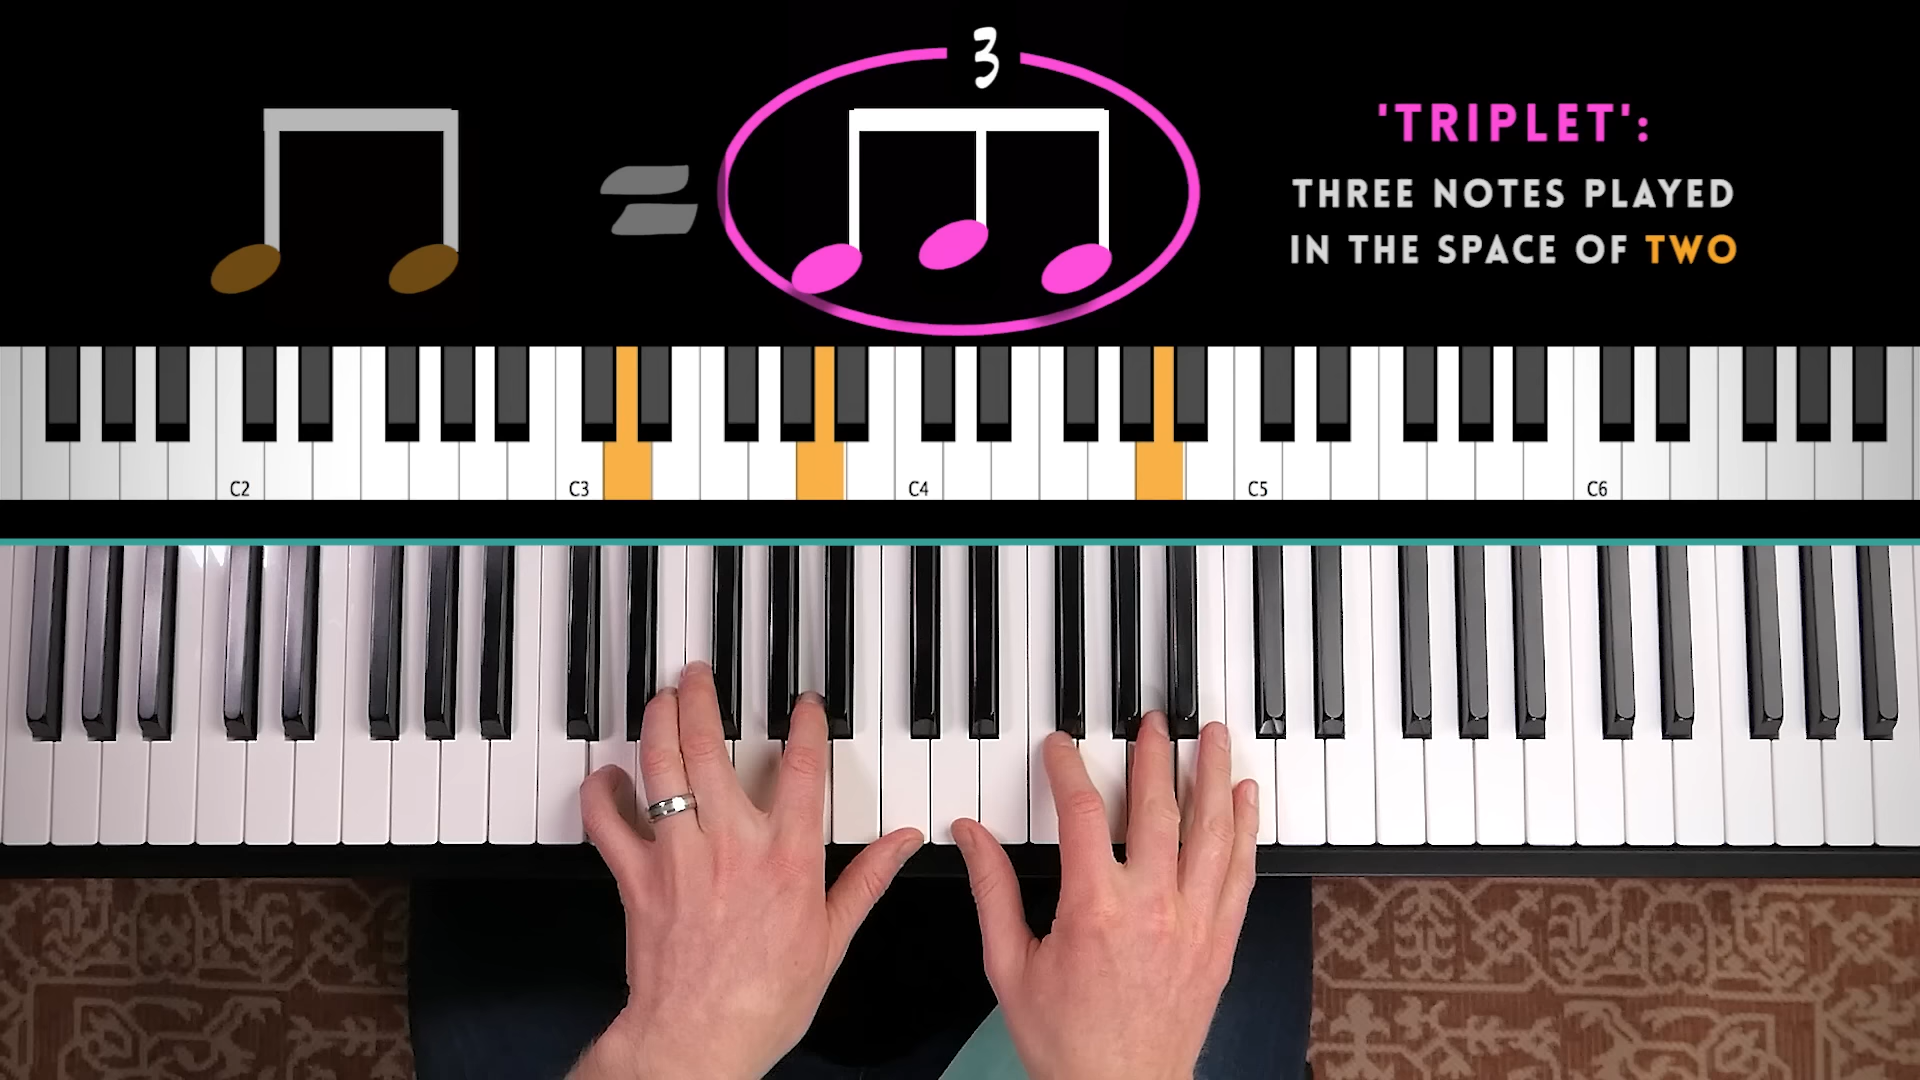 3
'TRIPLET':
THREE NOTES PLAYED
IN THE SPACE OF TWO
C2 C3 C4 C5 C6